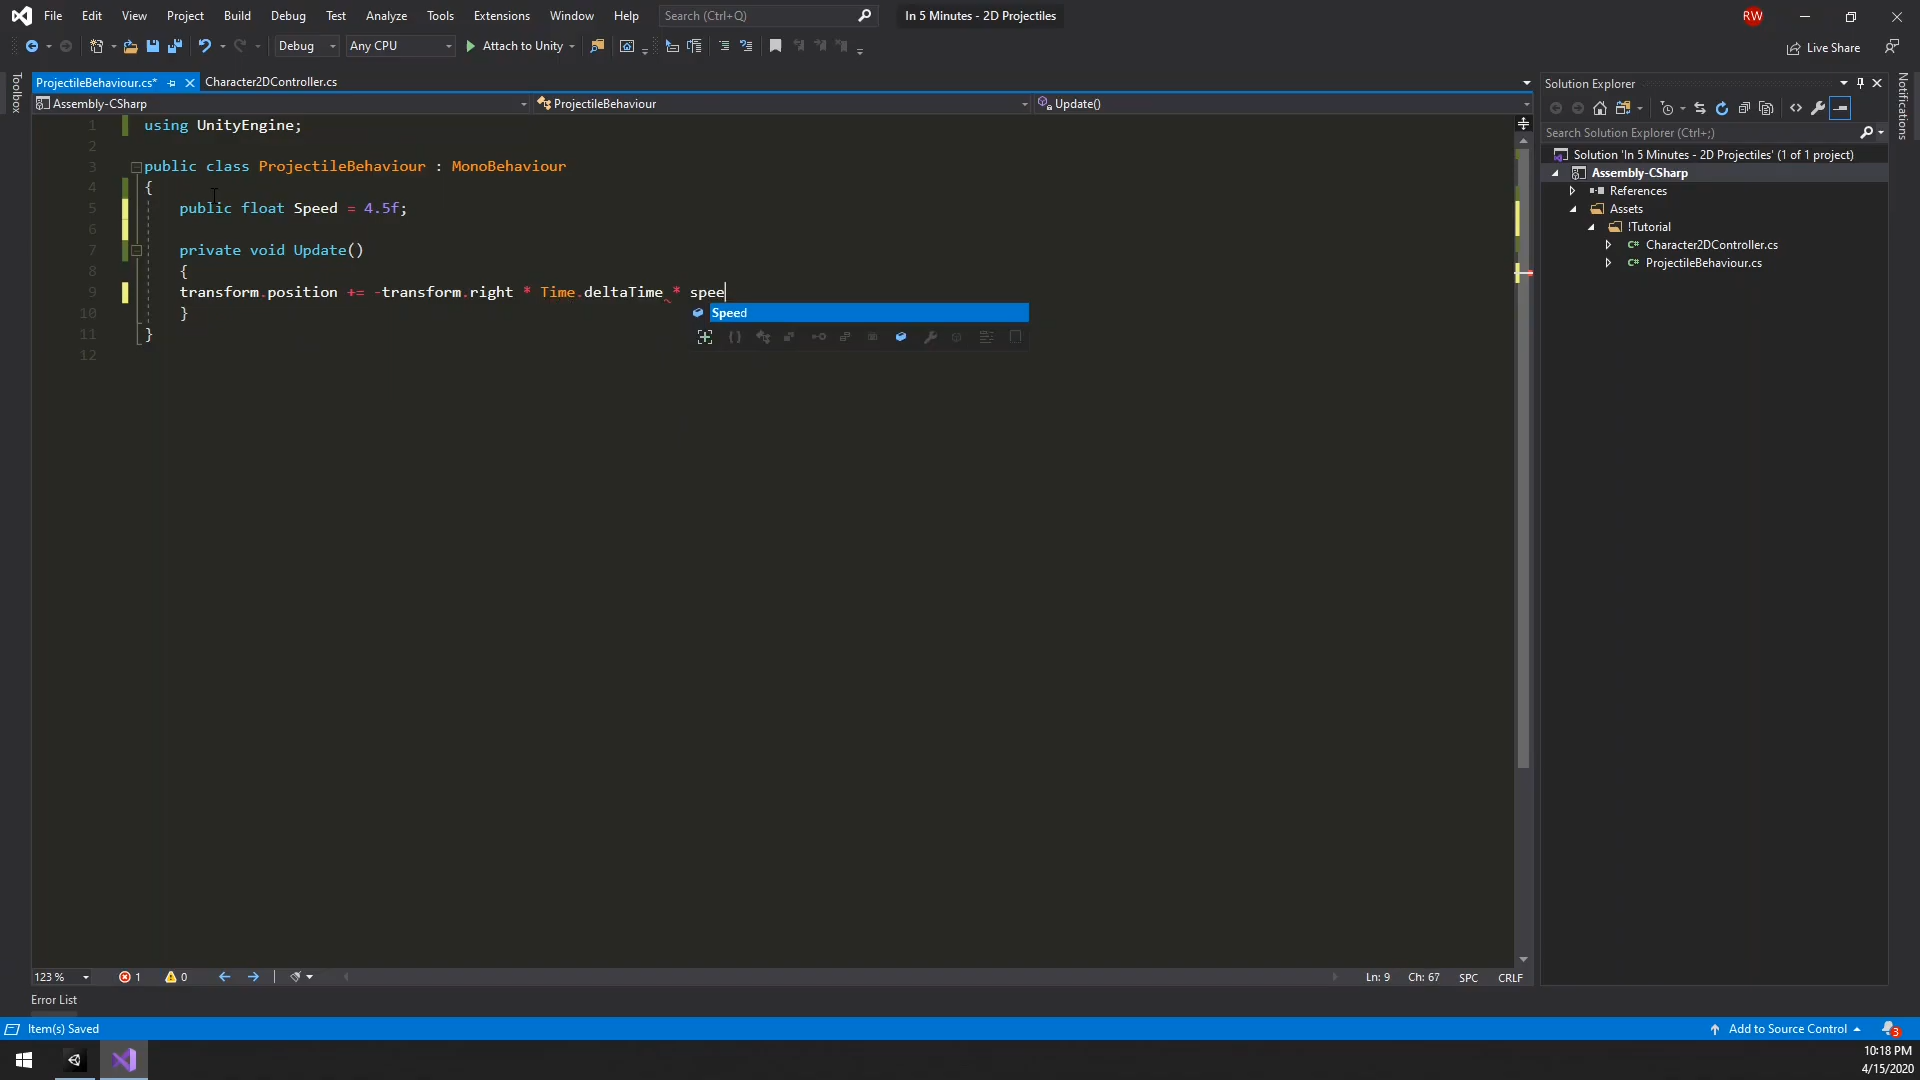 File Edit View Project Build Debug Test Analyze Tools Extensions Window Help Search (Ctrl+Q) In 5 Minutes - 2D Projectiles RW
Debug Any CPU Attach to Unity Live Share
Toolbox
ProjectileBehaviour.cs* Character2DController.cs
Assembly-CSharp ProjectileBehaviour Update()
1 using UnityEngine;
2
3 public class ProjectileBehaviour : MonoBehaviour
4 {
5 public float Speed = 4.5f;
6
7 private void Update()
8 {
9 transform.position += -transform.right * Time.deltaTime * spee
Speed
10 }
11 }
12
123 % 1 0 Ln: 9 Ch: 67 SPC CRLF
Error List
Solution Explorer
Search Solution Explorer (Ctrl+;)
Solution 'In 5 Minutes - 2D Projectiles' (1 of 1 project)
Assembly-CSharp
References
Assets
!Tutorial
C# Character2DController.cs
C# ProjectileBehaviour.cs
Notifications
Item(s) Saved Add to Source Control 3
10:18 PM
4/15/2020